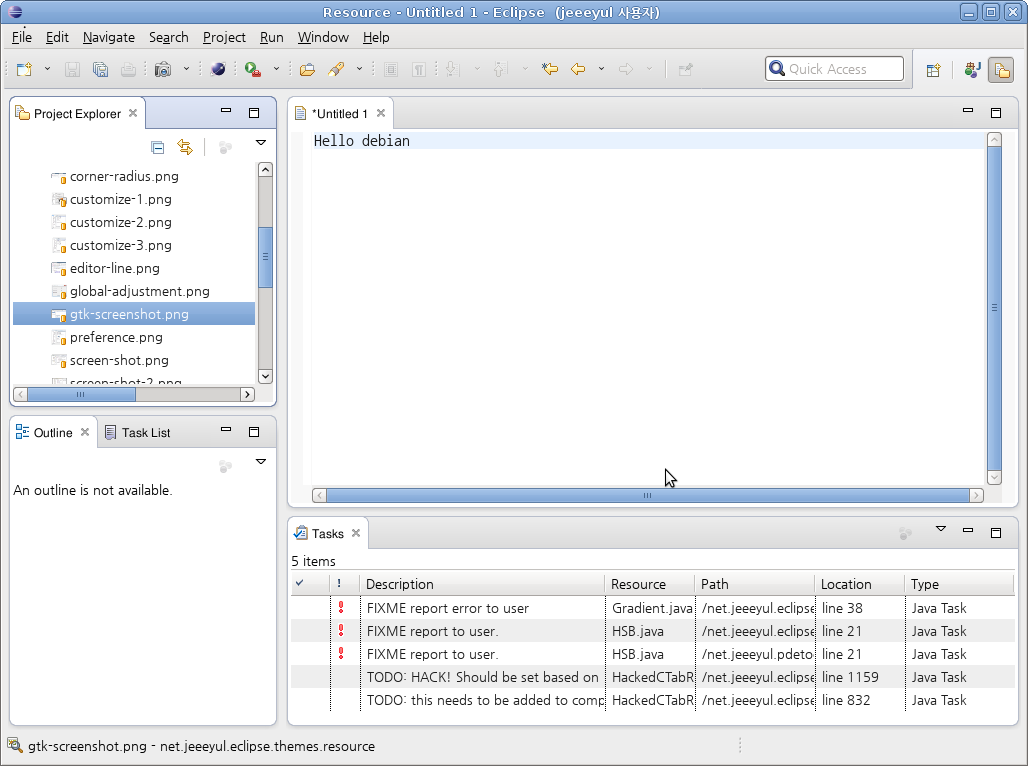 Resource - Untitled 1 - Eclipse (jeeeyul 사용자)
File Edit Navigate Search Project Run Window Help
Quick Access
Project Explorer
corner-radius.png
customize-1.png
customize-2.png
customize-3.png
editor-line.png
global-adjustment.png
gtk-screenshot.png
preference.png
screen-shot.png
screen-shot-2.png
*Untitled 1
Hello debian
Outline Task List
An outline is not available.
Tasks
5 items
! Description Resource Path Location Type
FIXME report error to user Gradient.java /net.jeeeyul.eclipse line 38 Java Task
FIXME report to user. HSB.java /net.jeeeyul.eclipse line 21 Java Task
FIXME report to user. HSB.java /net.jeeeyul.pdeto line 21 Java Task
TODO: HACK! Should be set based on HackedCTabR /net.jeeeyul.eclipse line 1159 Java Task
TODO: this needs to be added to comp HackedCTabR /net.jeeeyul.eclipse line 832 Java Task
gtk-screenshot.png - net.jeeeyul.eclipse.themes.resource